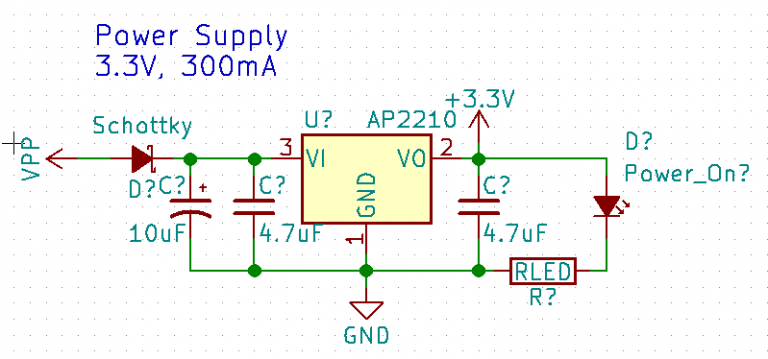 Power Supply
3.3V, 300mA
+3.3V
Schottky
U?
AP2210
D?
VPP
3
VI
VO
2
Power_On?
D?
C?
+
C?
GND
C?
10uF
4.7uF
1
4.7uF
RLED
R?
GND